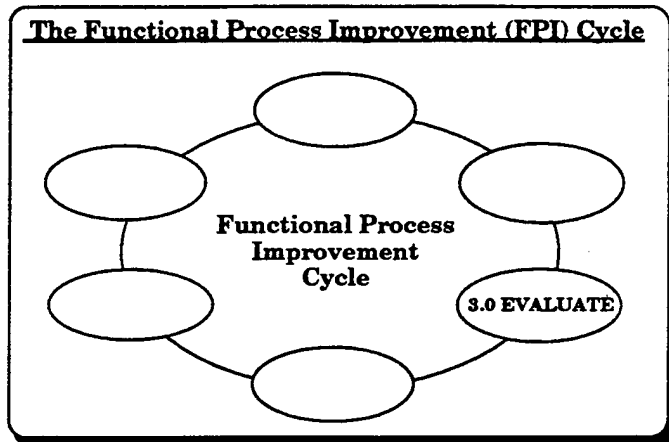 The Functional Process Improvement (FPI) Cycle
Functional Process
Improvement
Cycle
3.0 EVALUATE